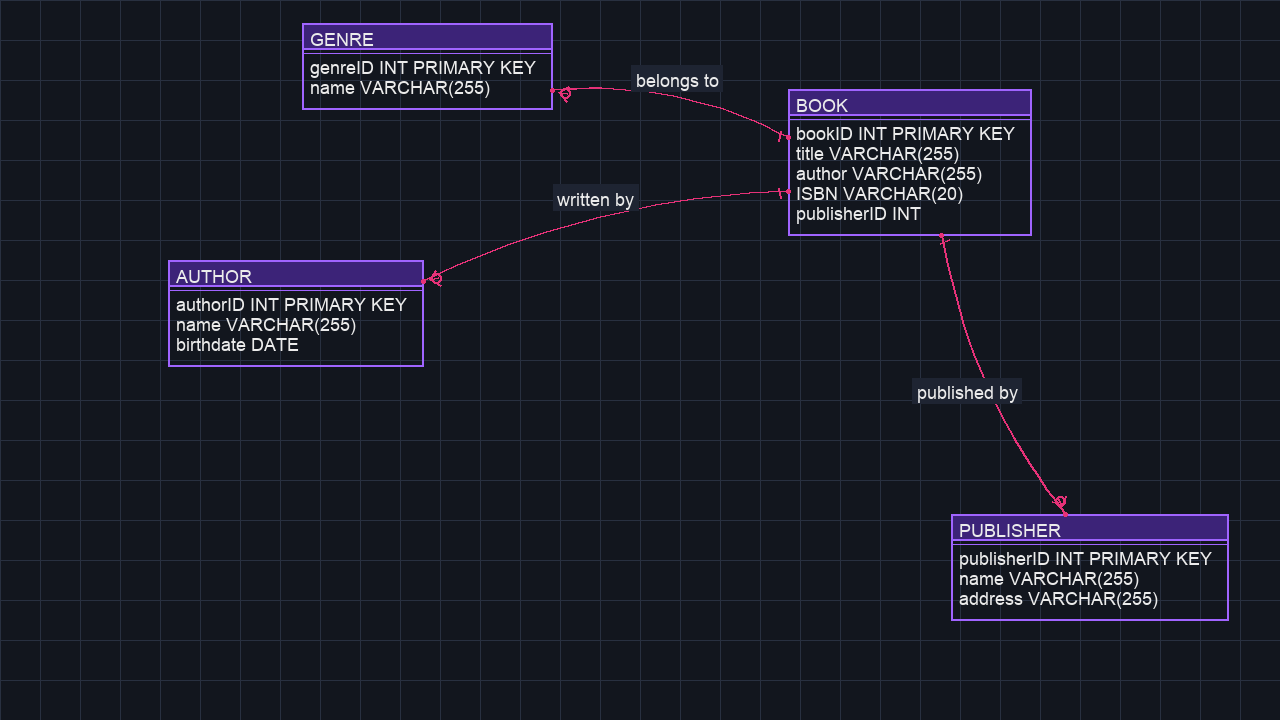 GENRE
genreID INT PRIMARY KEY
name VARCHAR(255)
belongs to
BOOK
bookID INT PRIMARY KEY
title VARCHAR(255)
author VARCHAR(255)
ISBN VARCHAR(20)
publisherID INT
written by
AUTHOR
authorID INT PRIMARY KEY
name VARCHAR(255)
birthdate DATE
published by
PUBLISHER
publisherID INT PRIMARY KEY
name VARCHAR(255)
address VARCHAR(255)